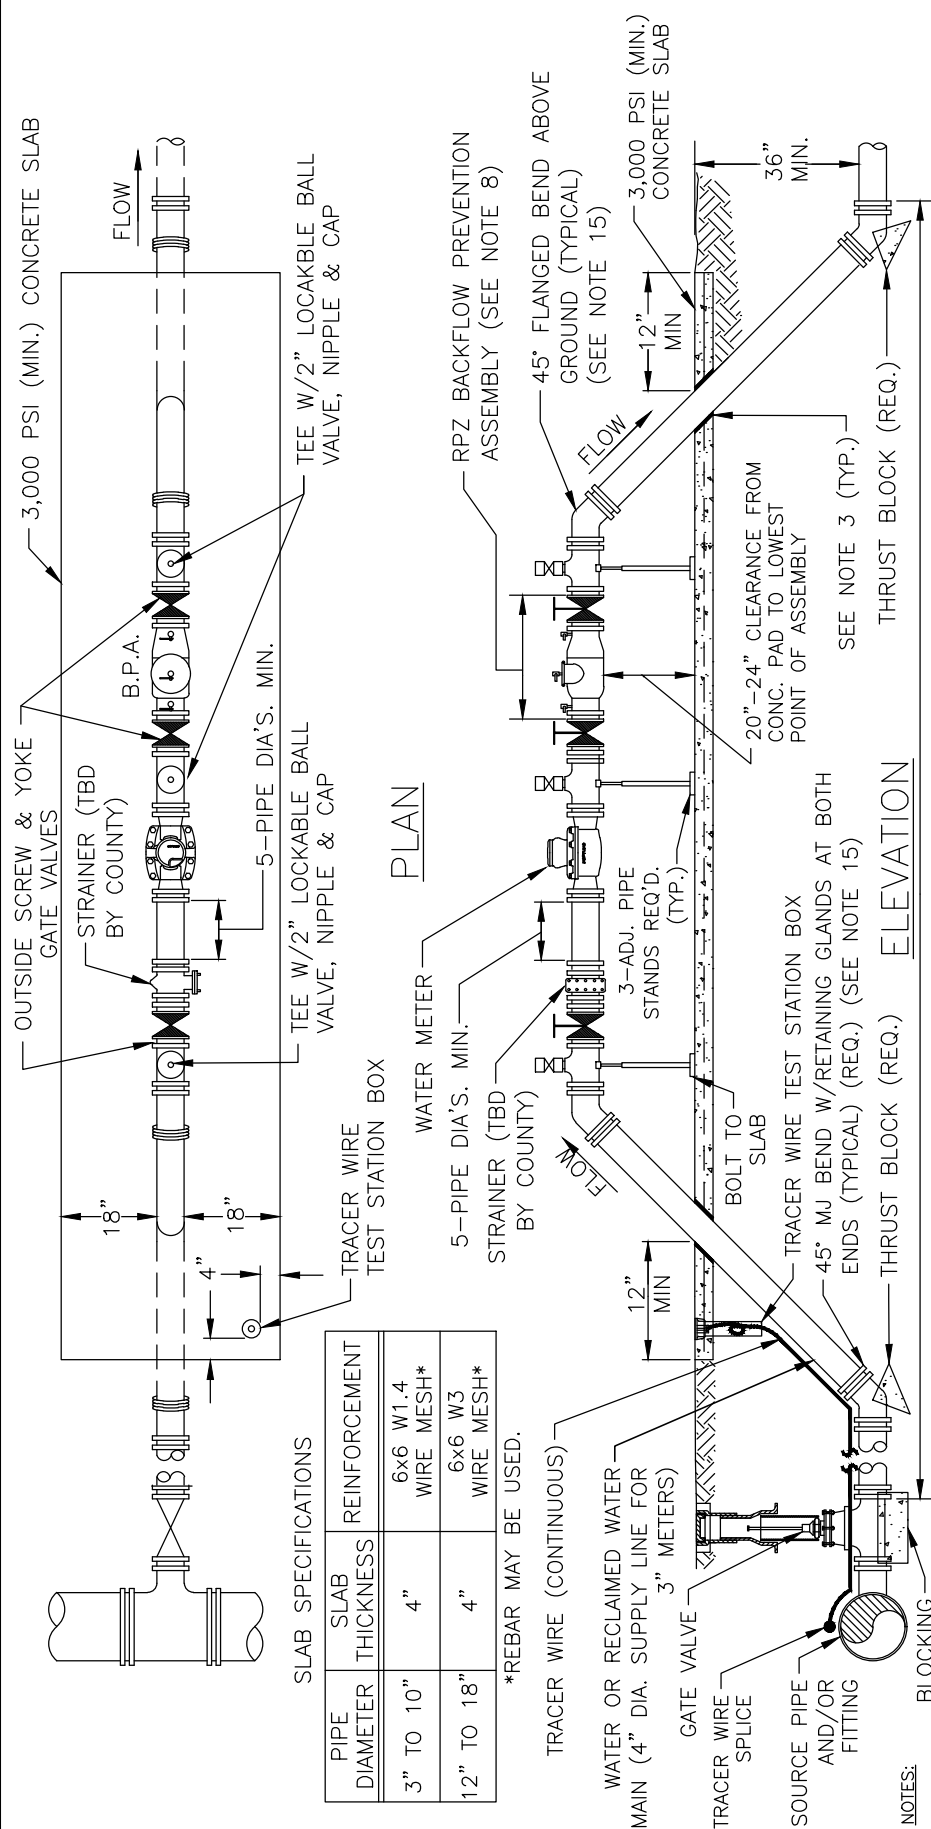 3,000 PSI (MIN.) CONCRETE SLAB
FLOW
OUTSIDE SCREW & YOKE
GATE VALVES
STRAINER (TBD
BY COUNTY)
B.P.A.
5-PIPE DIA'S. MIN.
TEE W/2" LOCAKBLE BALL
VALVE, NIPPLE & CAP
TEE W/2" LOCKABLE BALL
VALVE, NIPPLE & CAP
18"
18"
4"
TRACER WIRE
TEST STATION BOX
PLAN
SLAB SPECIFICATIONS
PIPE
DIAMETER
SLAB
THICKNESS
REINFORCEMENT
3" TO 10"
4"
6x6 W1.4
WIRE MESH*
12" TO 18"
4"
6x6 W3
WIRE MESH*
*REBAR MAY BE USED.
RPZ BACKFLOW PREVENTION
ASSEMBLY (SEE NOTE 8)
45° FLANGED BEND ABOVE
GROUND (TYPICAL)
(SEE NOTE 15)
3,000 PSI (MIN.)
CONCRETE SLAB
WATER METER
5-PIPE DIA'S. MIN.
STRAINER (TBD
BY COUNTY)
FLOW
FLOW
12"
MIN
12"
MIN
36"
MIN.
3-ADJ. PIPE
STANDS REQ'D.
(TYP.)
BOLT TO
SLAB
20"-24" CLEARANCE FROM
CONC. PAD TO LOWEST
POINT OF ASSEMBLY
SEE NOTE 3 (TYP.)
THRUST BLOCK (REQ.)
TRACER WIRE TEST STATION BOX
45° MJ BEND W/RETAINING GLANDS AT BOTH
ENDS (TYPICAL) (REQ.) (SEE NOTE 15)
THRUST BLOCK (REQ.)
TRACER WIRE (CONTINUOUS)
WATER OR RECLAIMED WATER
MAIN (4" DIA. SUPPLY LINE FOR
3" METERS)
GATE VALVE
TRACER WIRE
SPLICE
SOURCE PIPE
AND/OR
FITTING
BLOCKING
ELEVATION
NOTES: